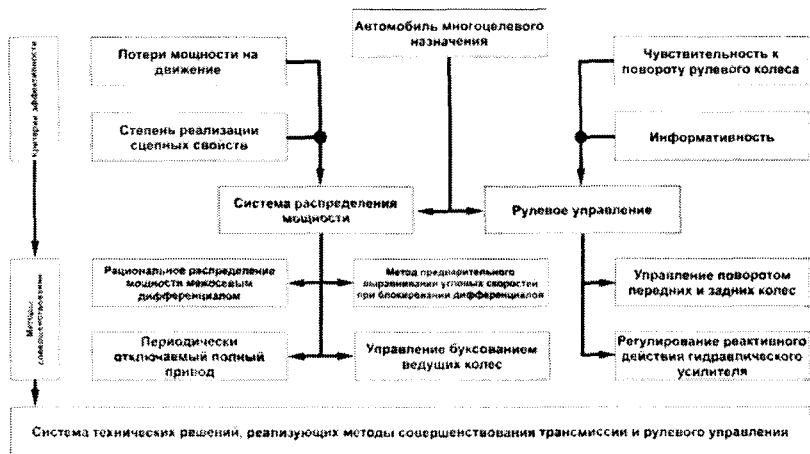 Автомобиль многоцелевого
назначения
Критерии эффективности
Потери мощности на
движение
Чувствительность к
повороту рулевого колеса
Степень реализации
сцепных свойств
Информативность
Система распределения
мощности
Рулевое управление
Методы
совершенствования
Рациональное распределение
мощности межосевым
дифференциалом
Метод предварительного
выравнивания угловых скоростей
при блокировании дифференциалов
Управление поворотом
передних и задних колес
Периодически
отключаемый полный
привод
Управление буксованием
ведущих колес
Регулирование реактивного
действия гидравлического
усилителя
Система технических решений, реализующих методы совершенствования трансмиссии и рулевого управления